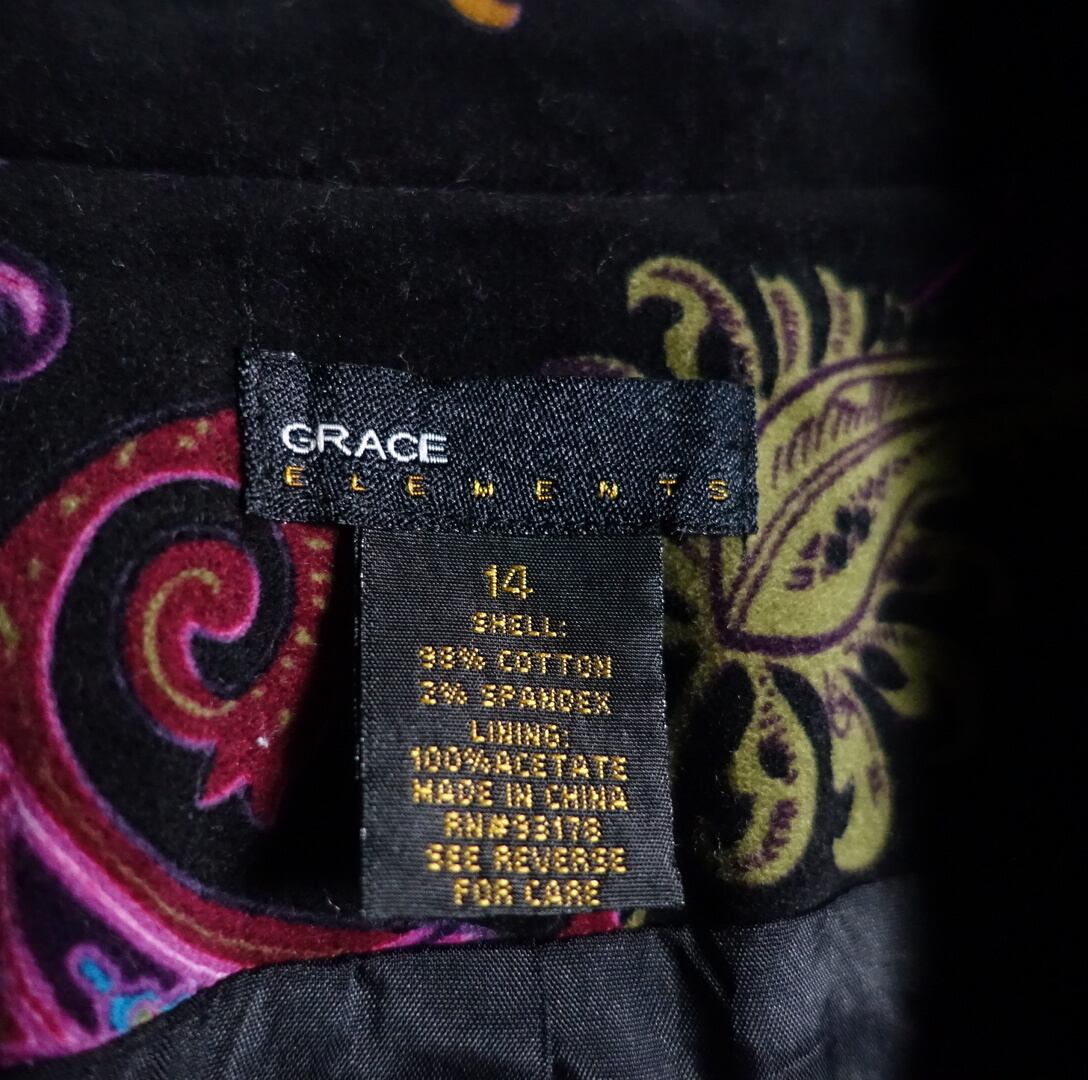 GRACE
ELEMENTS
14
SHELL:
98% COTTON
2% SPANDEX
LINING:
100%ACETATE
MADE IN CHINA
RN#93178
SEE REVERSE
FOR CARE